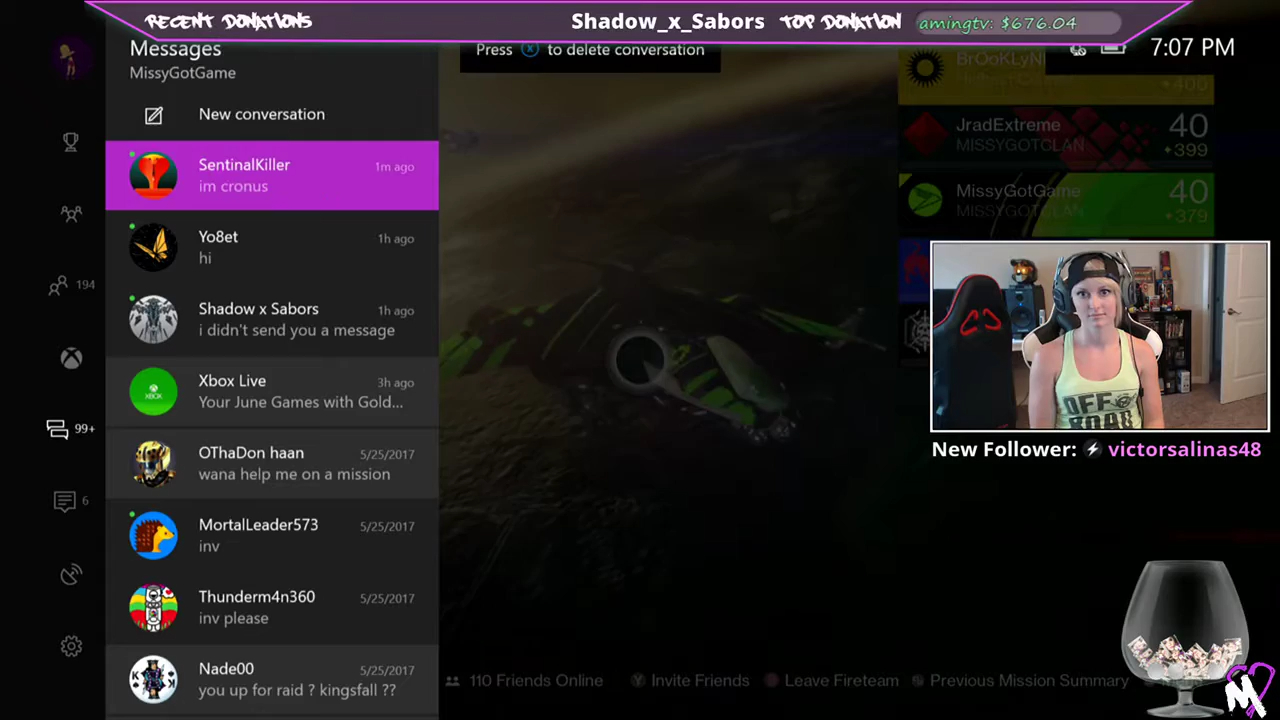 RECENT DONATIONS
Shadow_x_Sabors
TOP DONATION
amingtv: $676.04
Messages
MissyGotGame
New conversation
SentinalKiller
1m ago
im cronus
Yo8et
1h ago
hi
Shadow x Sabors
1h ago
i didn't send you a message
Xbox Live
3h ago
Your June Games with Gold...
OThaDon haan
5/25/2017
wana help me on a mission
MortalLeader573
5/25/2017
inv
Thunderm4n360
5/25/2017
inv please
Nade00
5/25/2017
you up for raid ? kingsfall ??
194
99+
6
Press X to delete conversation
7:07 PM
+400
JradExtreme
40
MISSYGOTCLAN
+399
MissyGotGame
40
MISSYGOTCLAN
+379
OFF
ROAD
New Follower: victorsalinas48
110 Friends Online
Y Invite Friends
Leave Fireteam
Previous Mission Summary
M